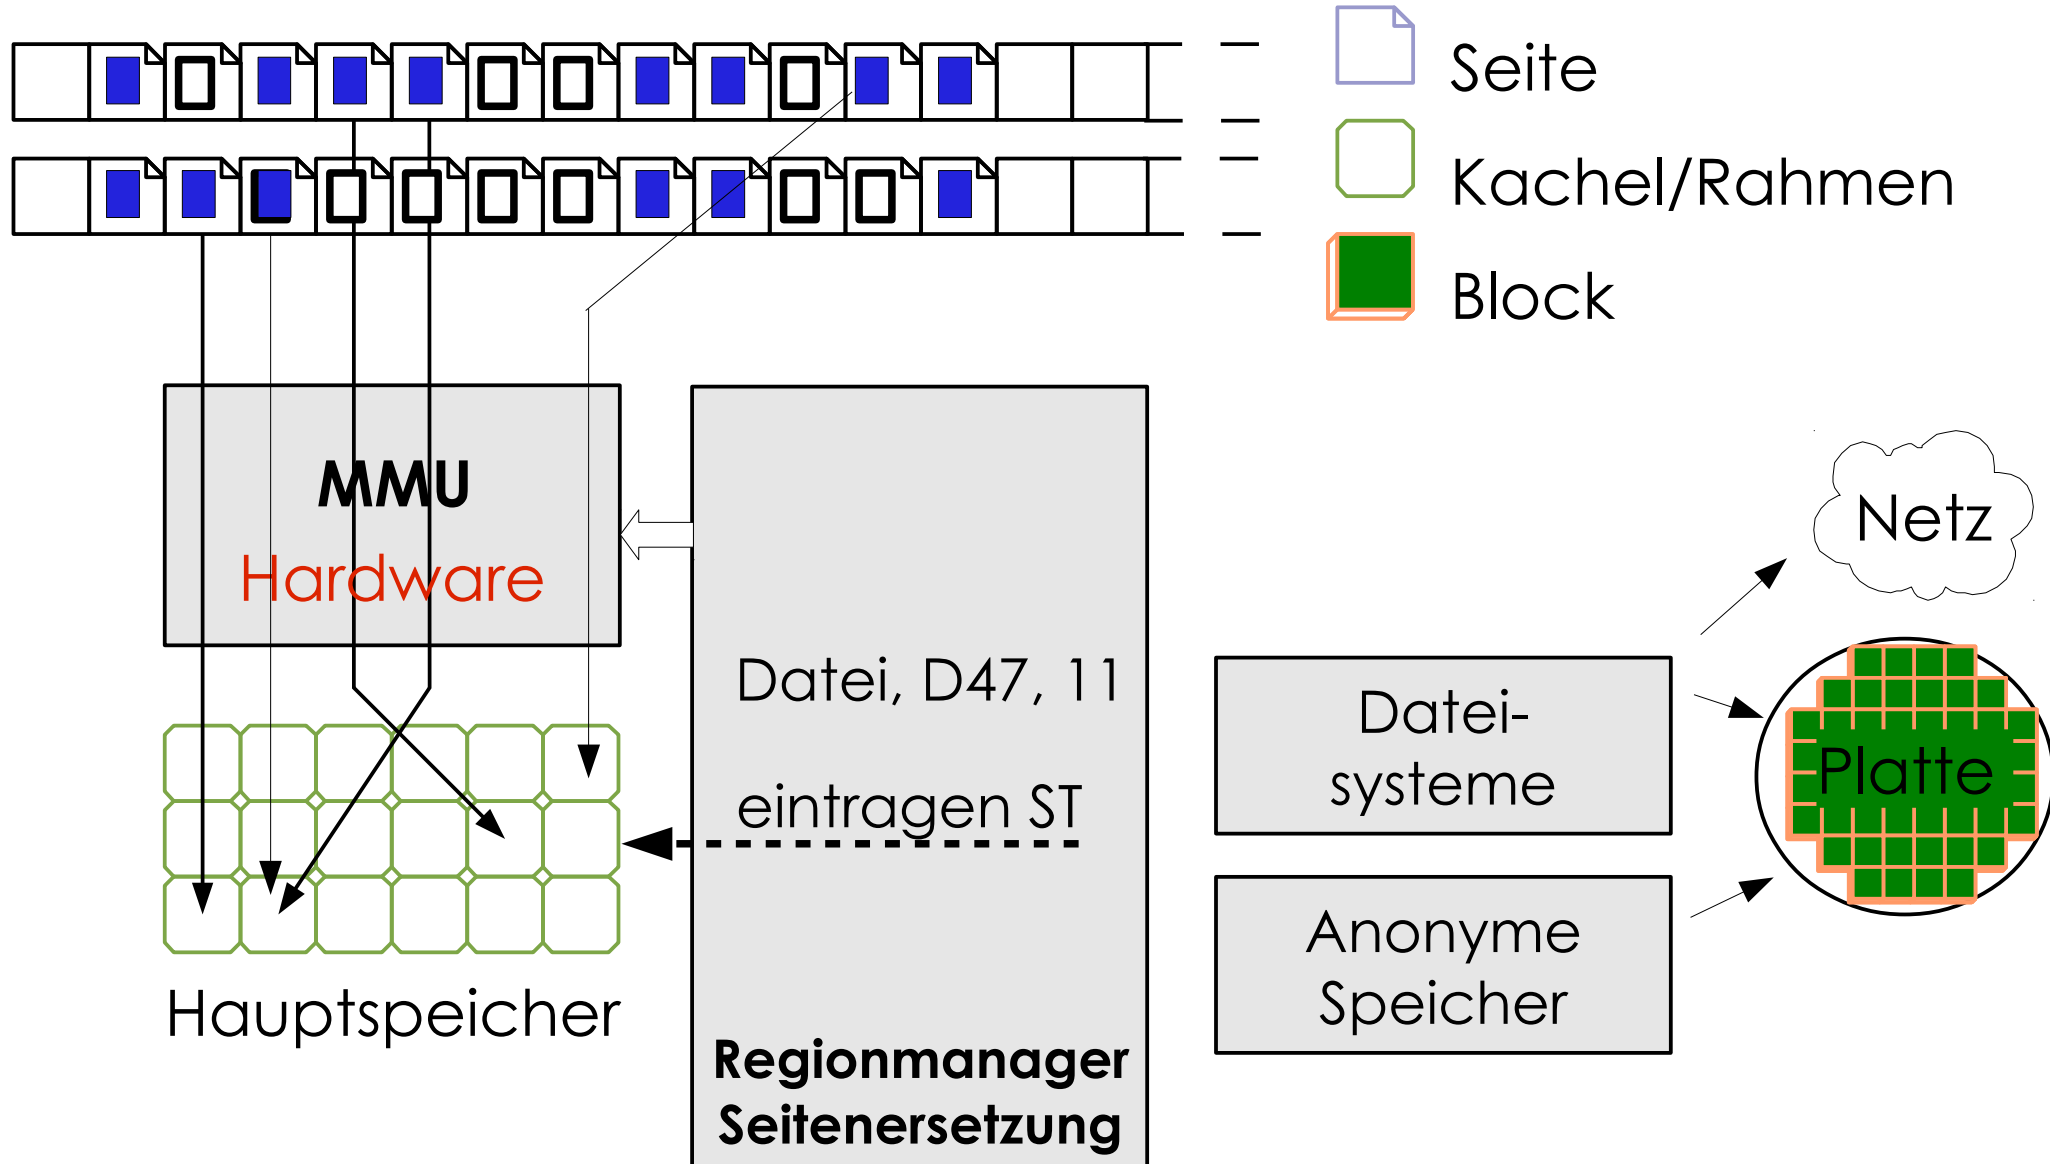 Seite
Kachel/Rahmen
Block
MMU
Hardware
Datei, D47, 11
eintragen ST
Regionmanager
Seitenersetzung
Hauptspeicher
Datei-
systeme
Anonyme
Speicher
Netz
Platte